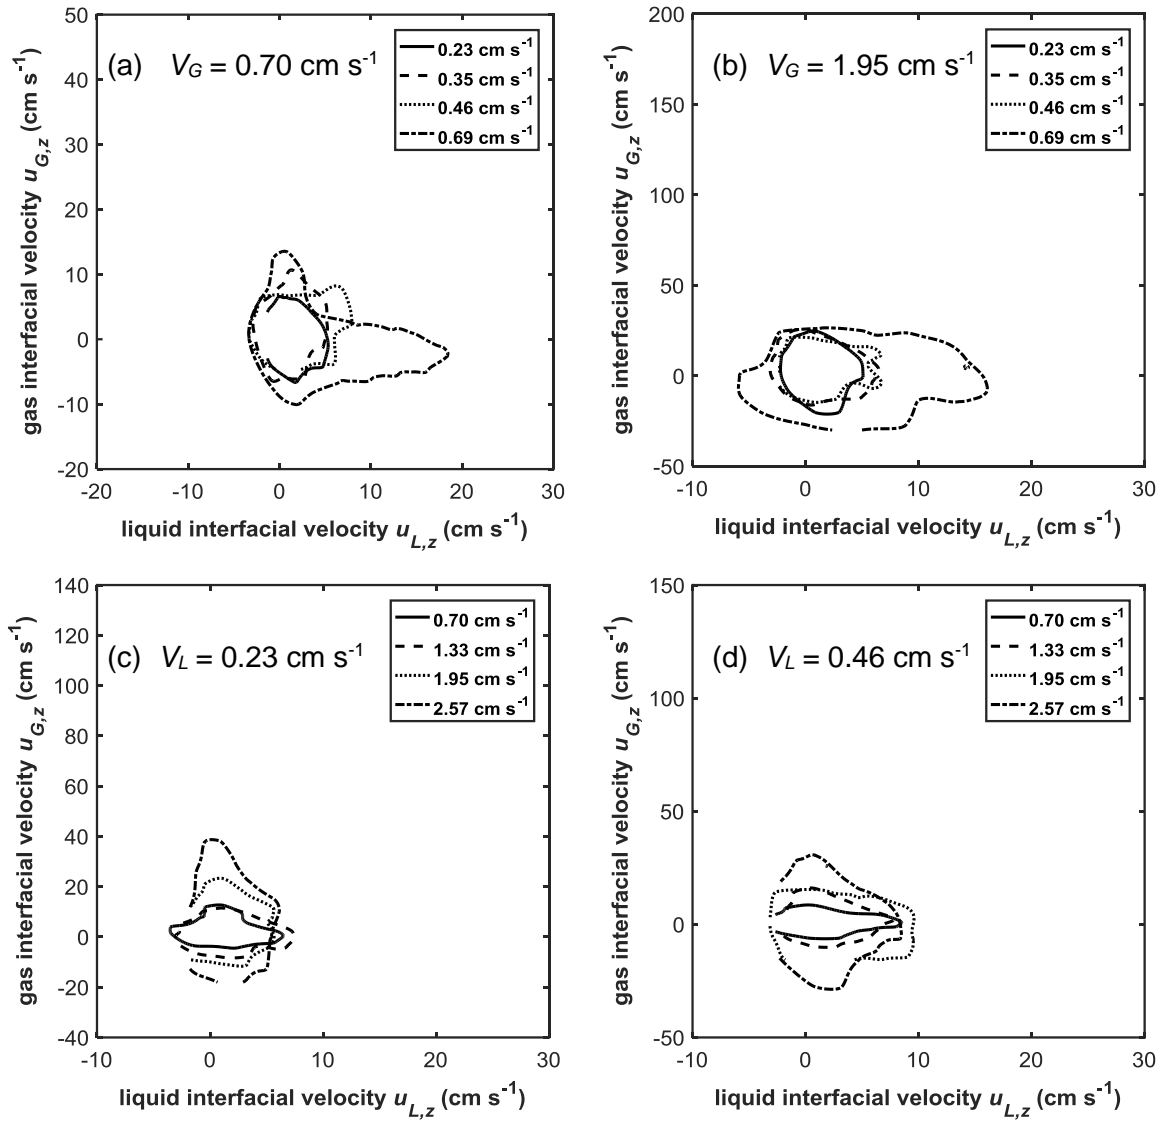 (a) V_G = 0.70 cm s⁻¹
0.23 cm s⁻¹
0.35 cm s⁻¹
0.46 cm s⁻¹
0.69 cm s⁻¹
gas interfacial velocity u_G,z (cm s⁻¹)
50
40
30
20
10
0
-10
-20
-20 -10 0 10 20 30
liquid interfacial velocity u_L,z (cm s⁻¹)
(b) V_G = 1.95 cm s⁻¹
0.23 cm s⁻¹
0.35 cm s⁻¹
0.46 cm s⁻¹
0.69 cm s⁻¹
gas interfacial velocity u_G,z (cm s⁻¹)
200
150
100
50
0
-50
-10 0 10 20 30
liquid interfacial velocity u_L,z (cm s⁻¹)
(c) V_L = 0.23 cm s⁻¹
0.70 cm s⁻¹
1.33 cm s⁻¹
1.95 cm s⁻¹
2.57 cm s⁻¹
gas interfacial velocity u_G,z (cm s⁻¹)
140
120
100
80
60
40
20
0
-20
-40
-10 0 10 20 30
liquid interfacial velocity u_L,z (cm s⁻¹)
(d) V_L = 0.46 cm s⁻¹
0.70 cm s⁻¹
1.33 cm s⁻¹
1.95 cm s⁻¹
2.57 cm s⁻¹
gas interfacial velocity u_G,z (cm s⁻¹)
150
100
50
0
-50
-10 0 10 20 30
liquid interfacial velocity u_L,z (cm s⁻¹)